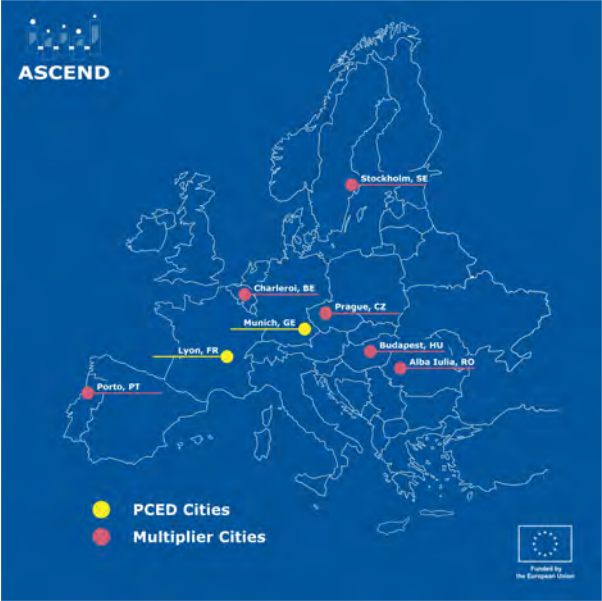 ASCEND
Stockholm, SE
Charleroi, BE
Prague, CZ
Munich, GE
Budapest, HU
Lyon, FR
Alba Iulia, RO
Porto, PT
PCED Cities
Multiplier Cities
Funded by
the European Union